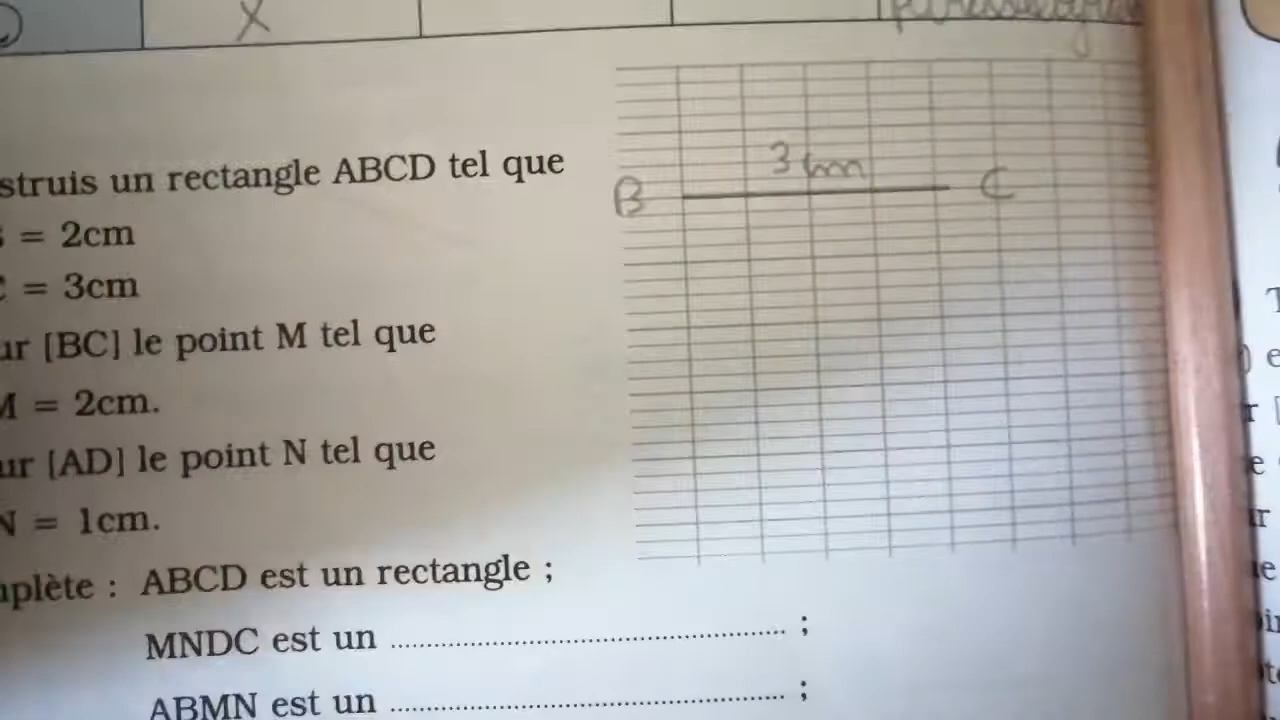 X
struis un rectangle ABCD tel que
= 2cm
= 3cm
ur [BC] le point M tel que
M = 2cm.
ur [AD] le point N tel que
N = 1cm.
mplète : ABCD est un rectangle ;
MNDC est un ........................ ;
ABMN est un ........................ ;
3 cm
B C